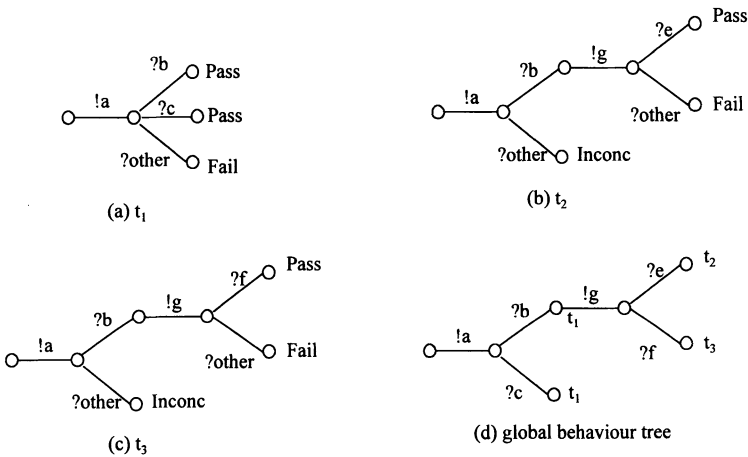 ?b
Pass
!a
?c
Pass
?other
Fail
(a) t1
?e
Pass
!g
?b
!a
?other
Fail
?other
Inconc
(b) t2
?f
Pass
!g
?b
!a
?other
Fail
?other
Inconc
(c) t3
?e
t2
!g
?b
t1
!a
?f
t3
?c
t1
(d) global behaviour tree